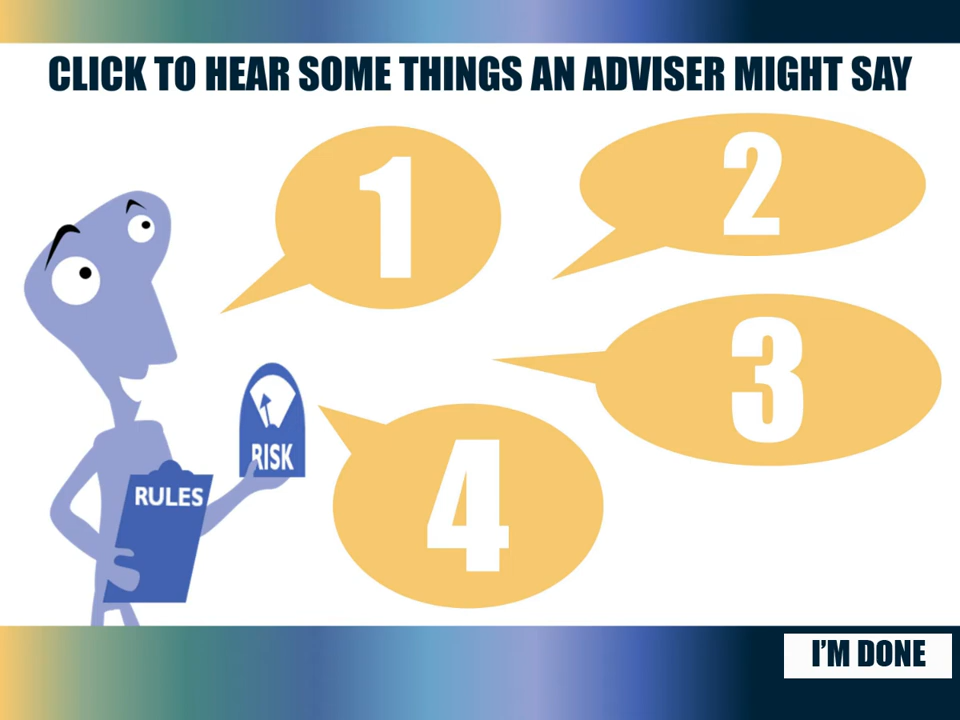 CLICK TO HEAR SOME THINGS AN ADVISER MIGHT SAY
1
2
3
4
RISK
RULES
I'M DONE